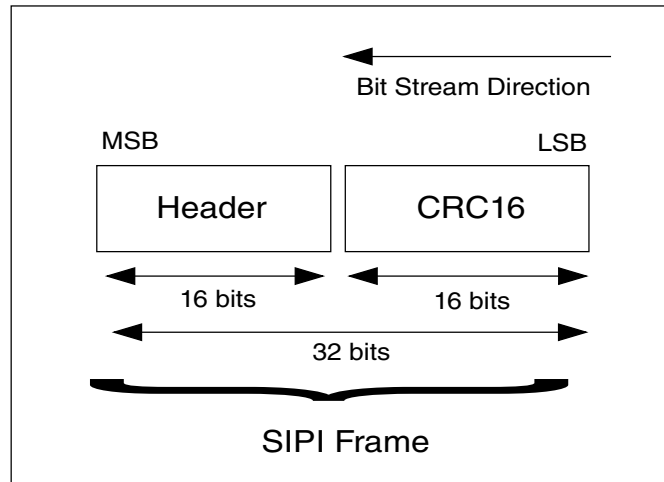 Bit Stream Direction
MSB
LSB
Header
CRC16
16 bits
16 bits
32 bits
SIPI Frame